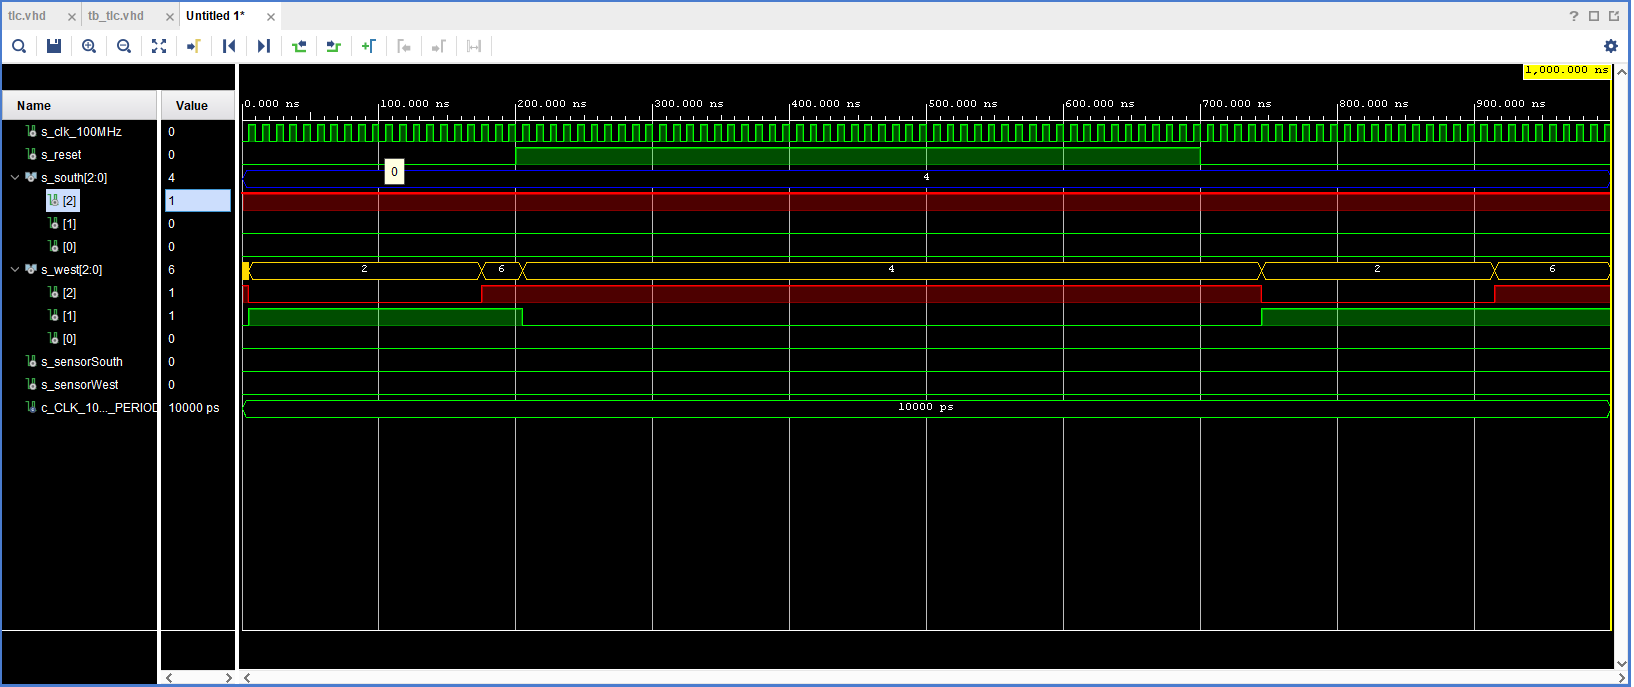 tlc.vhd × tb_tlc.vhd × Untitled 1* × ?
1,000.000 ns
Name Value 0.000 ns 100.000 ns 200.000 ns 300.000 ns 400.000 ns 500.000 ns 600.000 ns 700.000 ns 800.000 ns 900.000 ns
s_clk_100MHz 0
s_reset 0
0
s_south[2:0] 4 4
[2] 1
[1] 0
[0] 0
s_west[2:0] 6 2 6 4 2 6
[2] 1
[1] 1
[0] 0
s_sensorSouth 0
s_sensorWest 0
c_CLK_10..._PERIOD 10000 ps 10000 ps